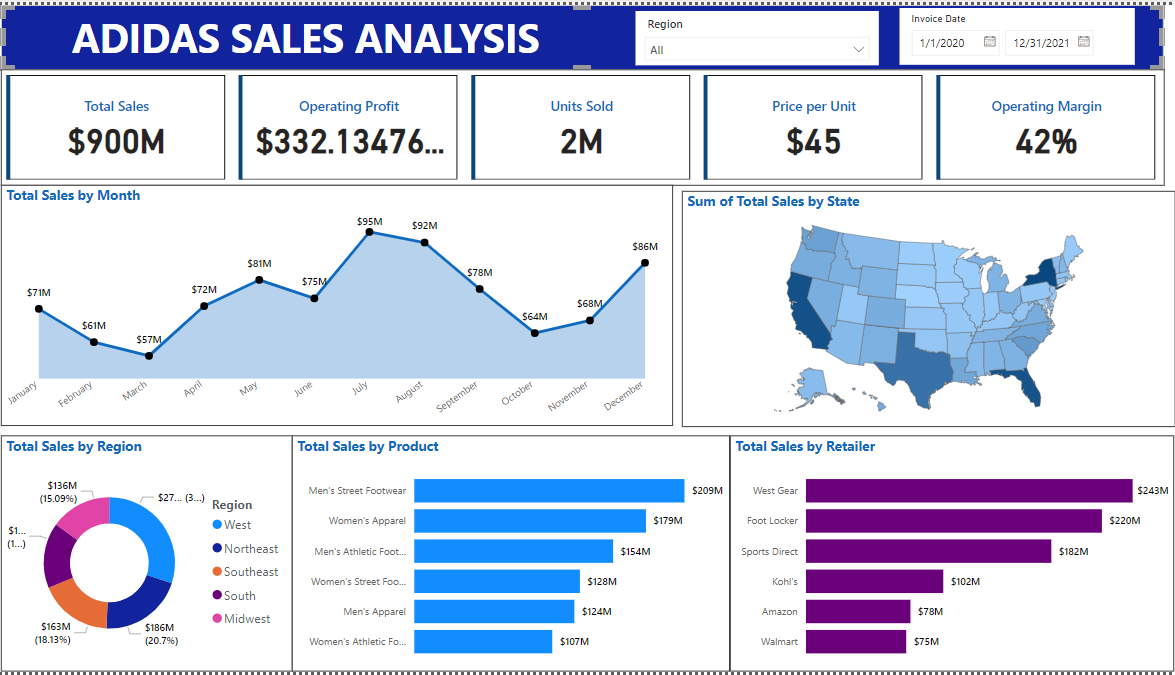 ADIDAS SALES ANALYSIS
Region
All
Invoice Date
1/1/2020
12/31/2021
Total Sales
$900M
Operating Profit
$332.13476...
Units Sold
2M
Price per Unit
$45
Operating Margin
42%
Total Sales by Month
$71M
$61M
$57M
$72M
$81M
$75M
$95M
$92M
$78M
$64M
$68M
$86M
January
February
March
April
May
June
July
August
September
October
November
December
Sum of Total Sales by State
Total Sales by Region
$136M
(15.09%)
$27... (3...)
$1...
(1...)
$163M
(18.13%)
$186M
(20.7%)
Region
West
Northeast
Southeast
South
Midwest
Total Sales by Product
Men's Street Footwear $209M
Women's Apparel $179M
Men's Athletic Foot... $154M
Women's Street Foo... $128M
Men's Apparel $124M
Women's Athletic Fo... $107M
Total Sales by Retailer
West Gear $243M
Foot Locker $220M
Sports Direct $182M
Kohl's $102M
Amazon $78M
Walmart $75M